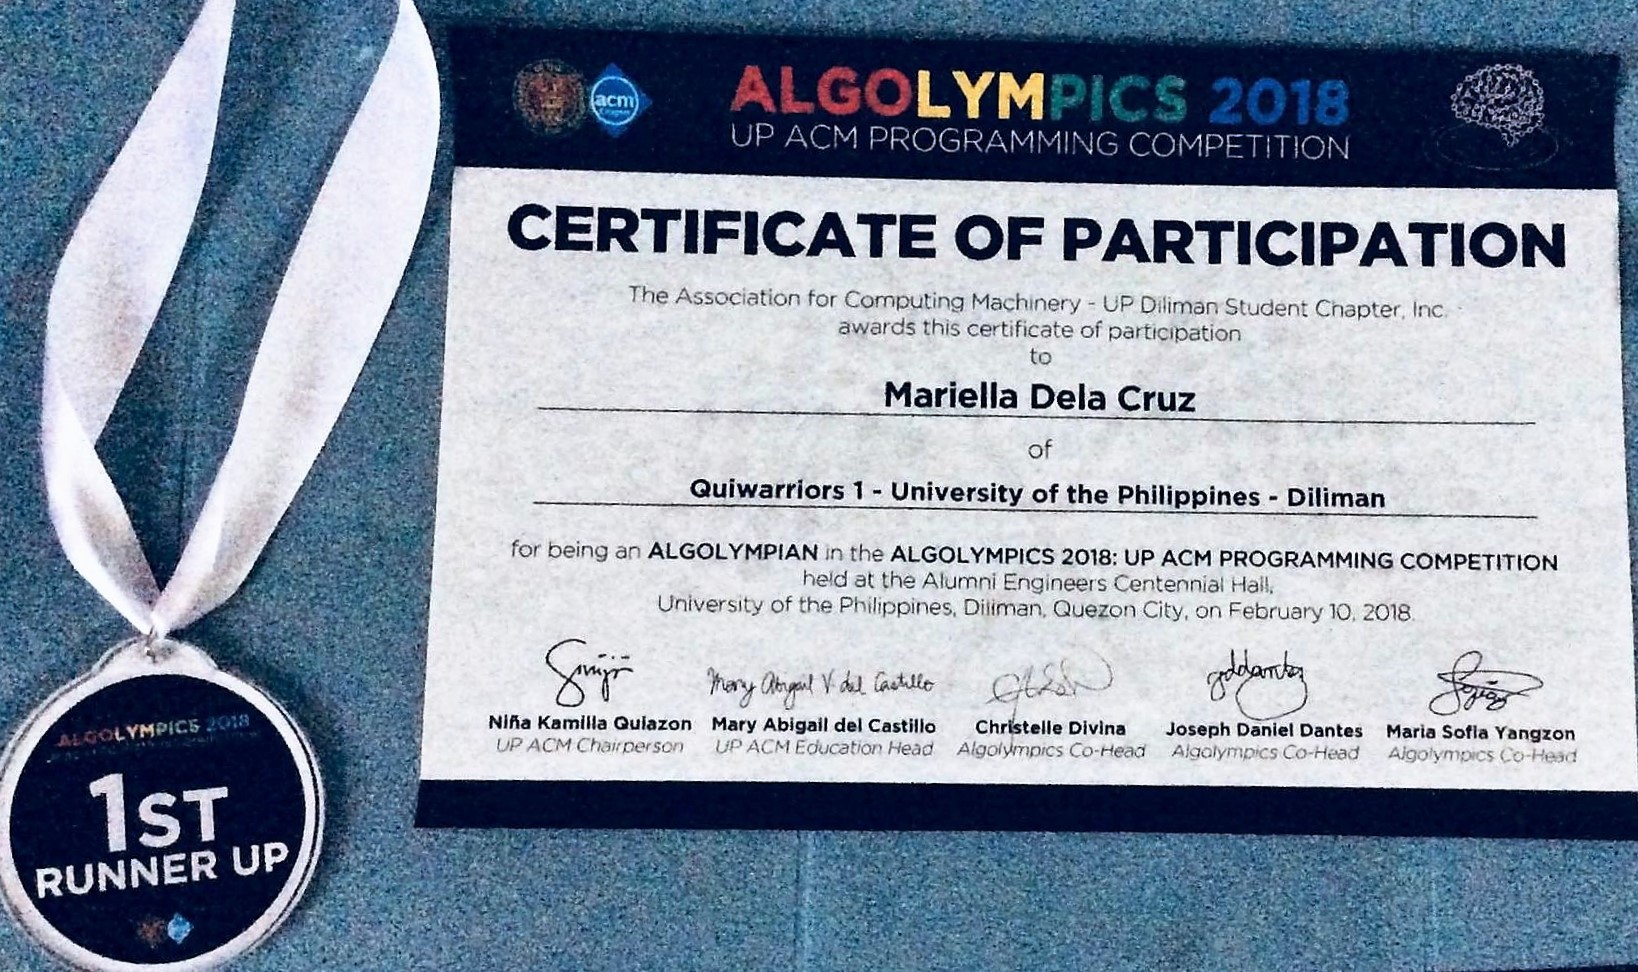 acm
Chapter
ALGOLYMPICS 2018
UP ACM PROGRAMMING COMPETITION
CERTIFICATE OF PARTICIPATION
The Association for Computing Machinery - UP Diliman Student Chapter, Inc.
awards this certificate of participation
to
Mariella Dela Cruz
of
Quiwarriors 1 - University of the Philippines - Diliman
for being an ALGOLYMPIAN in the ALGOLYMPICS 2018: UP ACM PROGRAMMING COMPETITION
held at the Alumni Engineers Centennial Hall,
University of the Philippines, Diliman, Quezon City, on February 10, 2018.
Mary Abigail V. del Castillo
Niña Kamilla Quiazon Mary Abigail del Castillo Christelle Divina Joseph Daniel Dantes Maria Sofia Yangzon
UP ACM Chairperson UP ACM Education Head Algolympics Co-Head Algolympics Co-Head Algolympics Co-Head
ALGOLYMPICS 2018
1ST
RUNNER UP